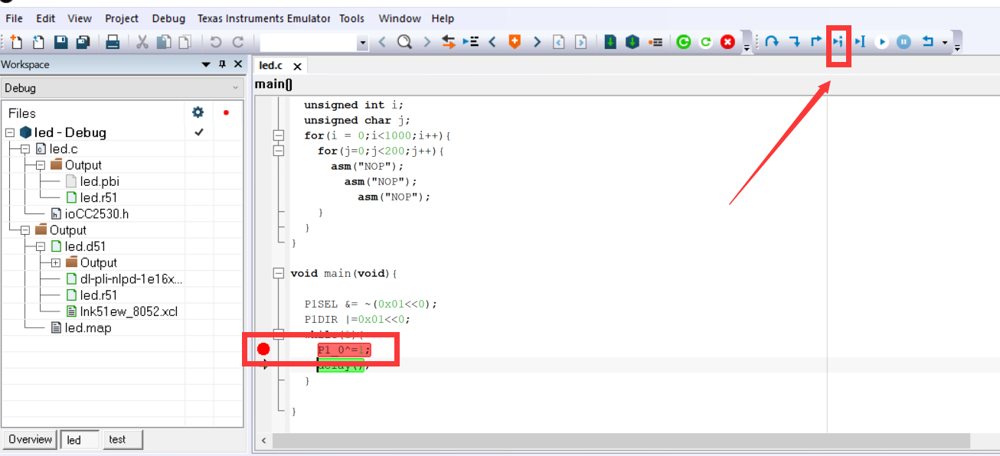 File Edit View Project Debug Texas Instruments Emulator Tools Window Help
Workspace
led.c
Debug
main()
Files
led - Debug
led.c
Output
led.pbi
led.r51
ioCC2530.h
Output
led.d51
Output
dl-pli-nlpd-1e16x...
led.r51
lnk51ew_8052.xcl
led.map
unsigned int i;
unsigned char j;
for(i = 0;i<1000;i++){
for(j=0;j<200;j++){
asm("NOP");
asm("NOP");
asm("NOP");
}
}
}
void main(void){
P1SEL &= ~(0x01<<0);
P1DIR |=0x01<<0;
while(1){
P1_0^=1;
delay();
}
}
Overview led test